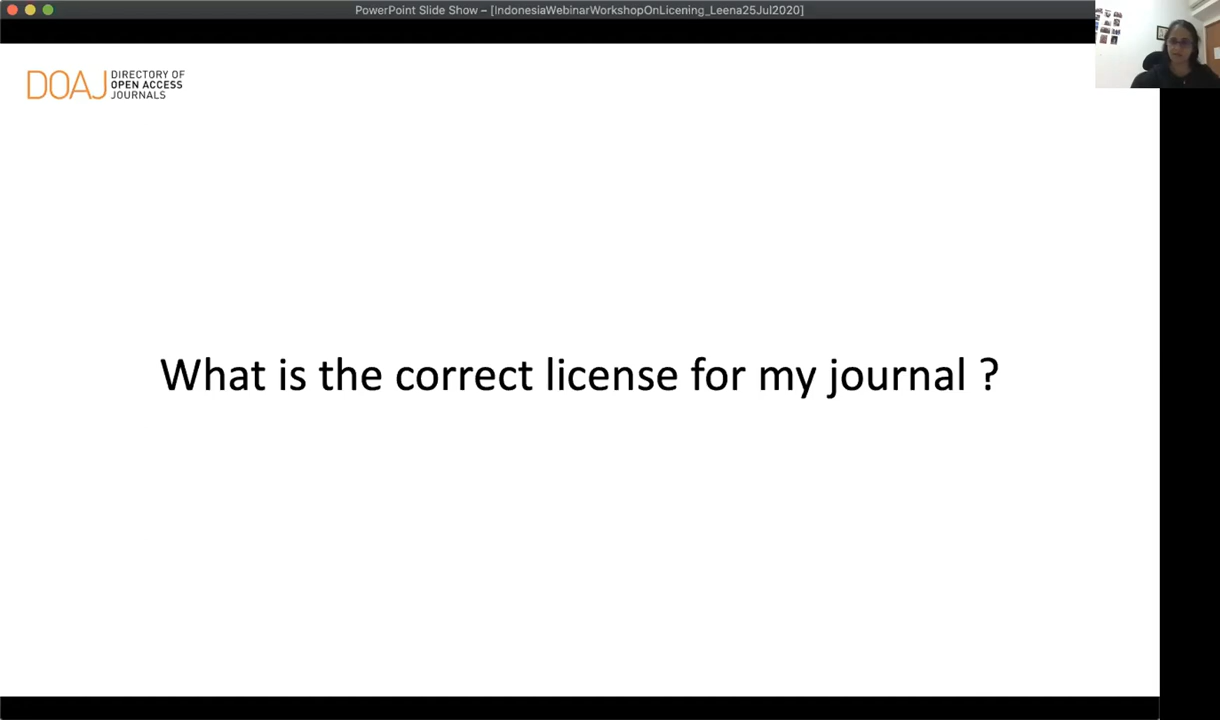 PowerPoint Slide Show – [IndonesiaWebinarWorkshopOnLicening_Leena25Jul2020]
DOAJ
DIRECTORY OF
OPEN ACCESS
JOURNALS
What is the correct license for my journal ?